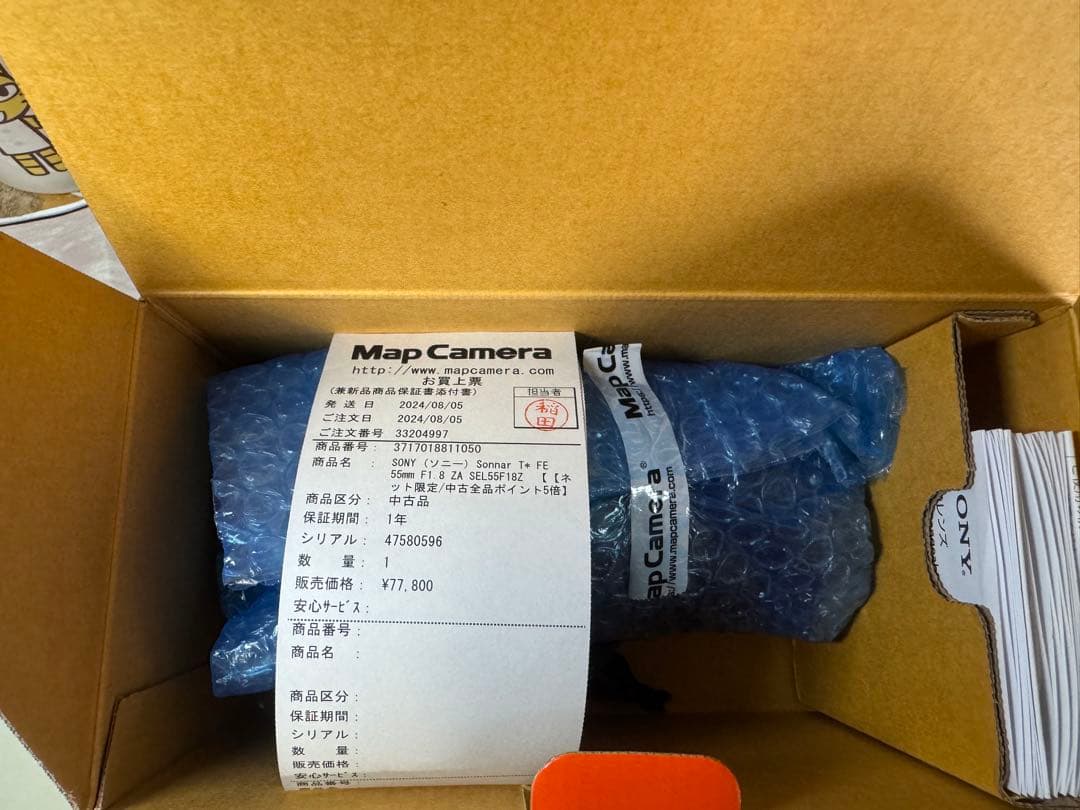 Map Camera
http://www.mapcamera.com
お買上票
(兼新品商品保証書添付書)
担当者
稲田
発送日 2024/08/05
ご注文日 2024/08/05
ご注文番号 33204997
商品番号: 3717018811050
商品名 : SONY (ソニー) Sonnar T* FE
55mm F1.8 ZA SEL55F18Z 【【ネ
ット限定/中古全品ポイント5倍】
商品区分: 中古品
保証期間: 1年
シリアル: 47580596
数 量: 1
販売価格: ¥77,800
安心サービス:
商品番号:
商品名 :
商品区分:
保証期間:
シリアル:
数 量:
販売価格:
安心サービス:
商品番号
Map Ca
www.ma
ap Camera®
/www.mapcamera.com
ONY®
レンズ